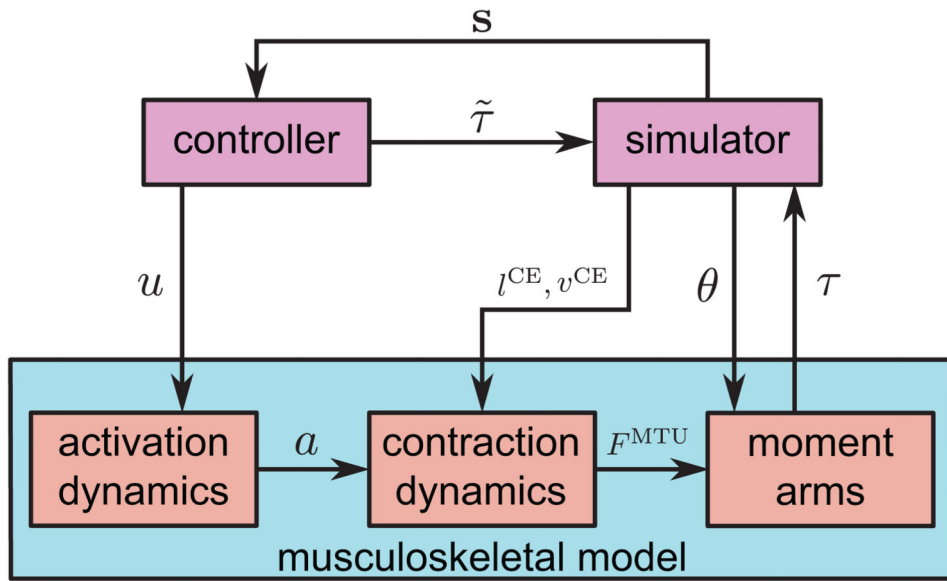 s
controller
τ̃
simulator
u
l^CE, v^CE
θ
τ
activation
dynamics
a
contraction
dynamics
F^MTU
moment
arms
musculoskeletal model